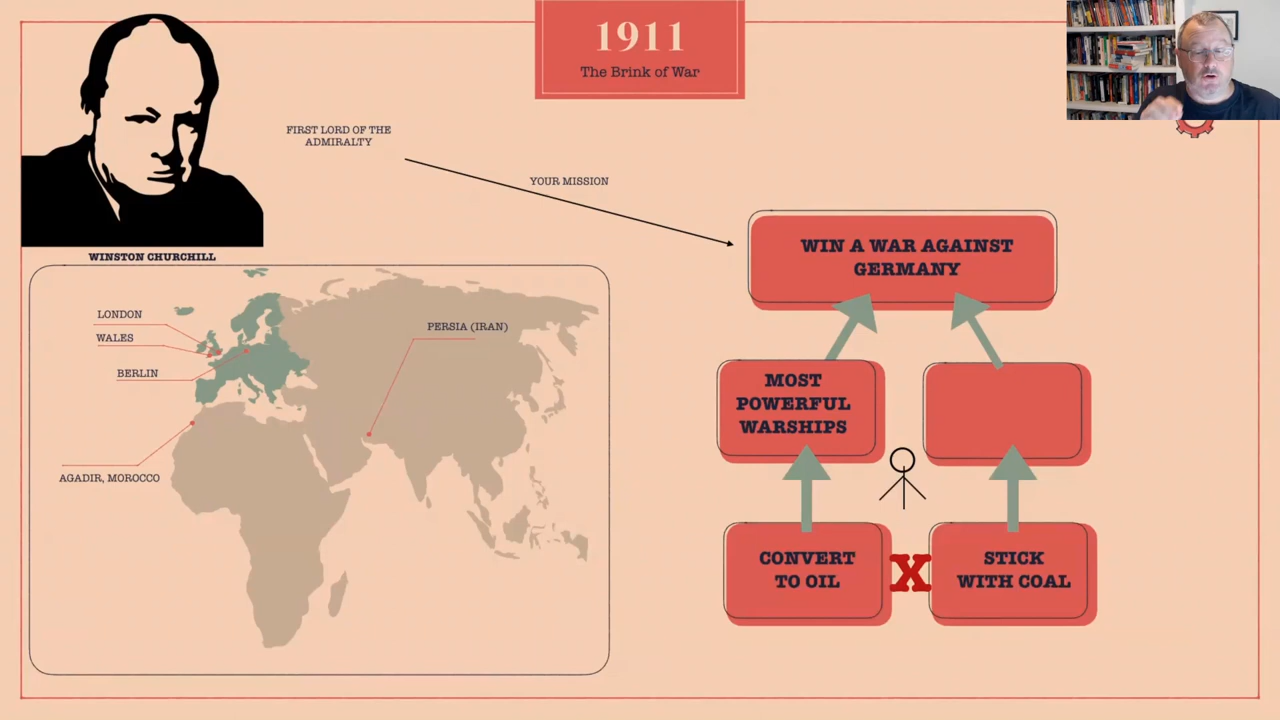 1911
The Brink of War
FIRST LORD OF THE
ADMIRALTY
YOUR MISSION
WINSTON CHURCHILL
LONDON
WALES
BERLIN
AGADIR, MOROCCO
PERSIA (IRAN)
WIN A WAR AGAINST
GERMANY
MOST
POWERFUL
WARSHIPS
CONVERT
TO OIL
X
STICK
WITH COAL